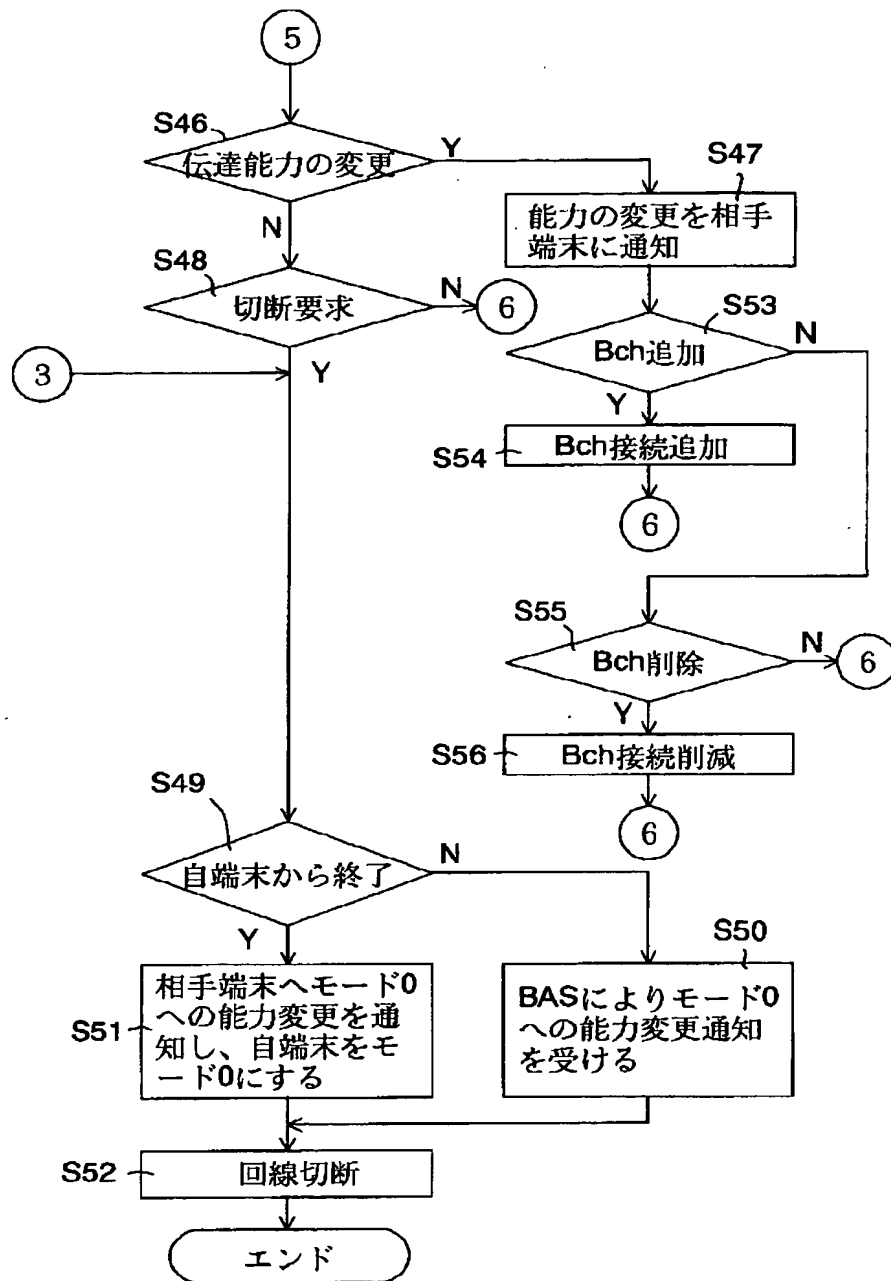 5
S46
伝達能力の変更
Y
N
S47
能力の変更を相手
端末に通知
S48
切断要求
N
6
Y
3
S53
Bch追加
N
Y
S54
Bch接続追加
6
S55
Bch削除
N
6
Y
S56
Bch接続削減
6
S49
自端末から終了
N
Y
S50
BASによりモード0
への能力変更通知
を受ける
S51
相手端末へモード0
への能力変更を通
知し、自端末をモ
ード0にする
S52
回線切断
エンド